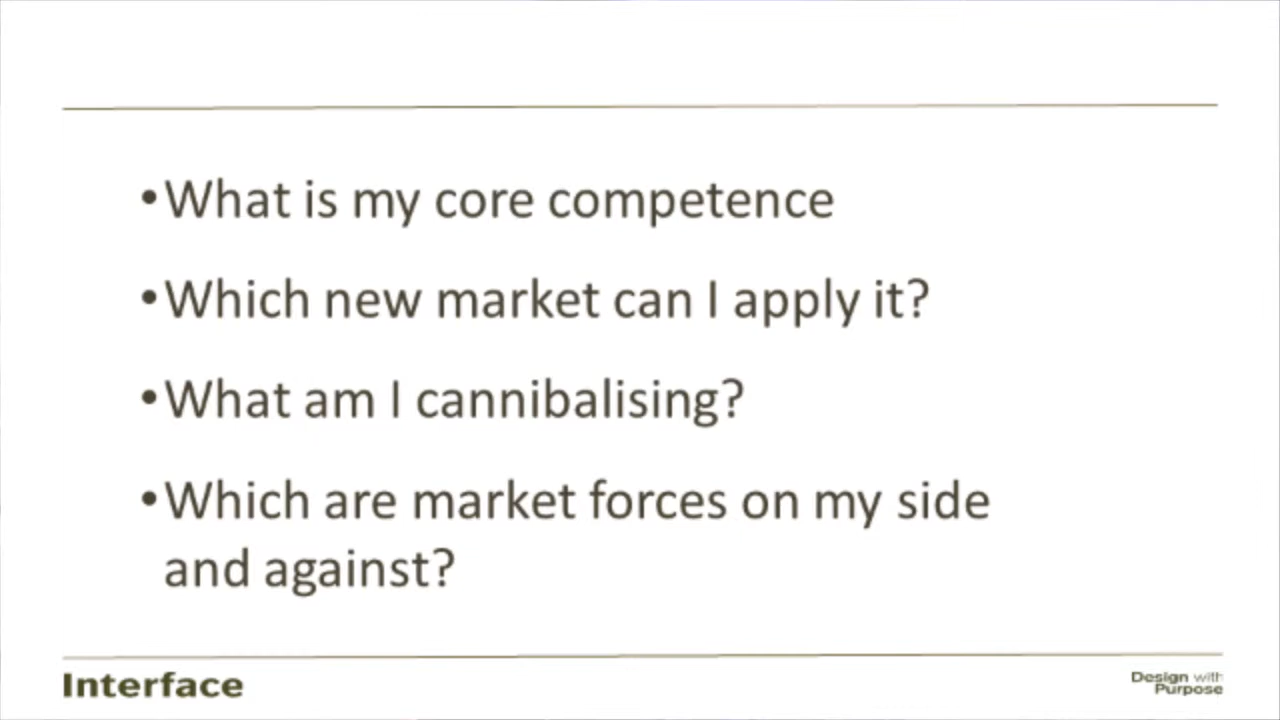 •What is my core competence
•Which new market can I apply it?
•What am I cannibalising?
•Which are market forces on my side
and against?
Interface
Design with
Purpose